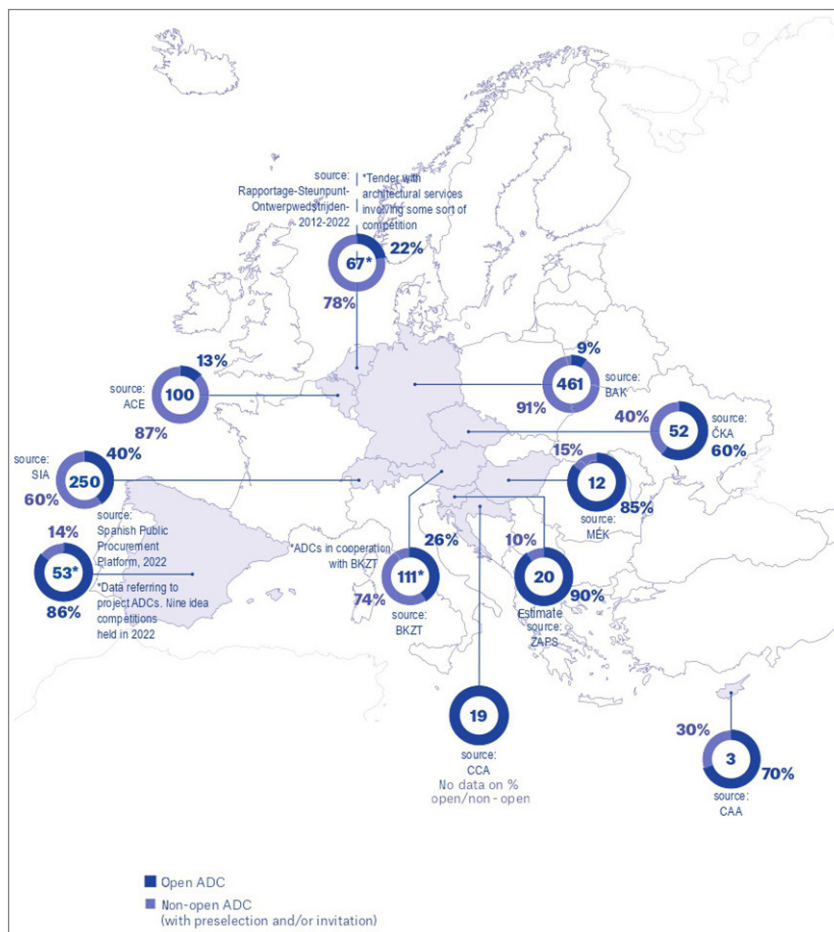 source:
Rapportage-Steunpunt-
Ontwerpwedstrijden-
2012-2022
*Tender with
architectural services
involving some sort of
competition
67*
22%
78%
13%
source:
ACE
100
87%
9%
461
source:
BAK
91%
40%
source:
ČKA
52
60%
40%
source:
SIA
250
60%
15%
12
85%
source:
MÉK
14%
source:
Spanish Public
Procurement
Platform, 2022
53*
86%
*Data referring to
project ADCs. Nine idea
competitions
held in 2022
*ADCs in cooperation
with BKZT
26%
111*
74%
source:
BKZT
10%
20
90%
Estimate
source:
ZAPS
19
source:
CCA
No data on %
open/non-open
30%
3
70%
source:
CAA
Open ADC
Non-open ADC
(with preselection and/or invitation)